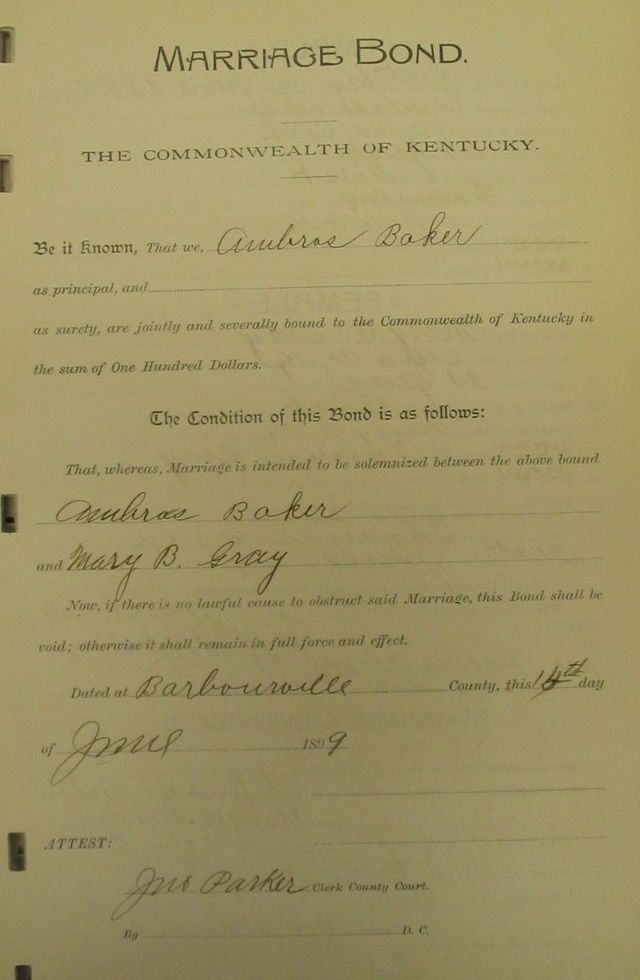 MARRIAGE BOND.
THE COMMONWEALTH OF KENTUCKY.
Be it Known, That we, Ambros Baker
as principal, and
as surety, are jointly and severally bound to the Commonwealth of Kentucky in
the sum of One Hundred Dollars.
The Condition of this Bond is as follows:
That, whereas, Marriage is intended to be solemnized between the above bound
Ambros Baker
and Mary B. Gray
Now, if there is no lawful cause to obstruct said Marriage, this Bond shall be
void; otherwise it shall remain in full force and effect.
Dated at Barbourville County, this 14th day
of June 1899
ATTEST:
Jno Parker Clerk County Court.
By D. C.